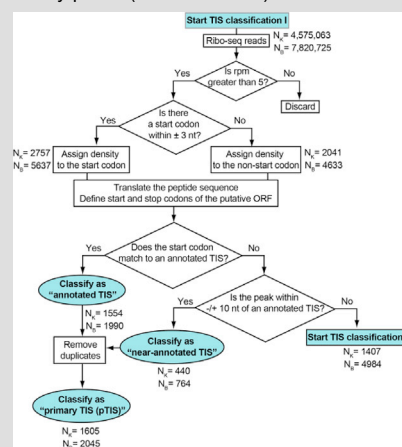 Start TIS classification I
Ribo-seq reads
N_K= 4,575,063
N_B= 7,820,725
Yes
Is rpm
greater than 5?
No
Discard
Yes
Is there
a start codon
within ± 3 nt?
No
N_K= 2757
N_B= 5637
Assign density
to the start codon
Assign density
to the non-start codon
N_K= 2041
N_B= 4633
Translate the peptide sequence
Define start and stop codons of the putative ORF
Yes
Does the start codon
match to an annotated TIS?
No
Classify as
"annotated TIS"
N_K= 1554
N_B= 1990
Yes
Is the peak within
-/+ 10 nt of an annotated TIS?
No
Remove
duplicates
Classify as
"near-annotated TIS"
N_K= 440
N_B= 764
Start TIS classification
N_K= 1407
N_B= 4984
Classify as
"primary TIS (pTIS)"
N_K= 1605
N_B= 2045